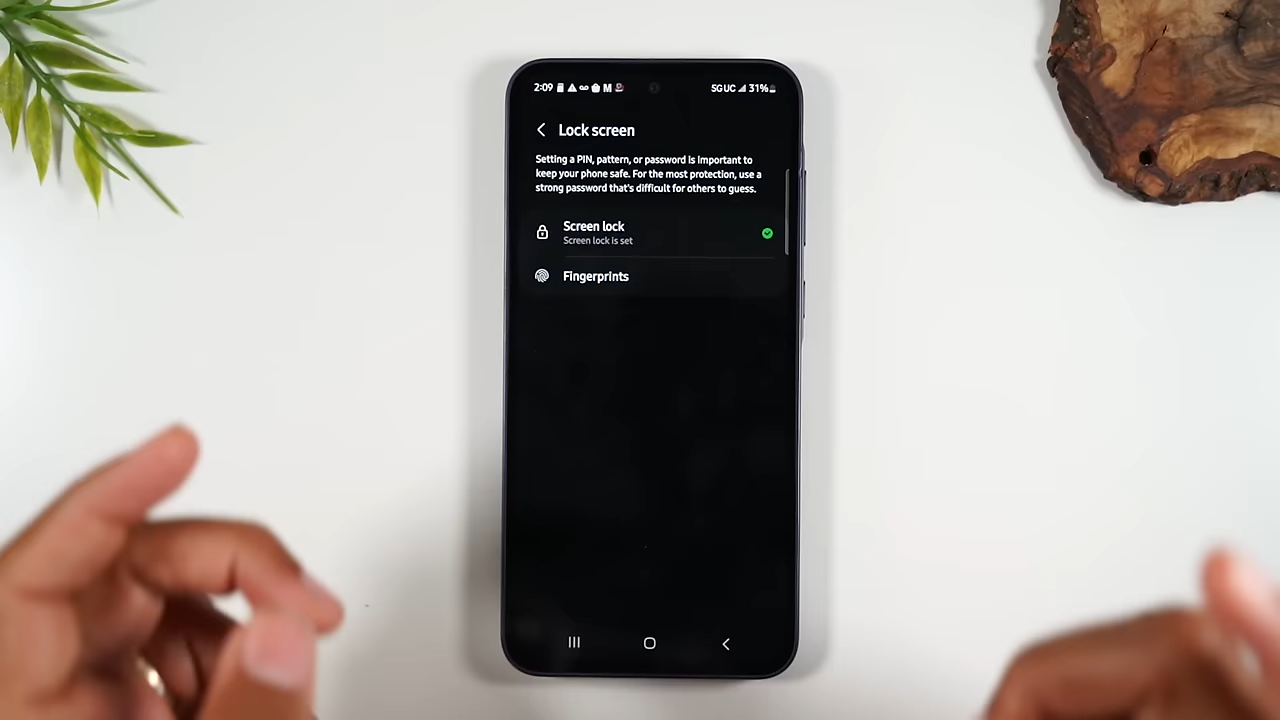 2:09 M 5G UC 31%
Lock screen
Setting a PIN, pattern, or password is important to
keep your phone safe. For the most protection, use a
strong password that's difficult for others to guess.
Screen lock
Screen lock is set
Fingerprints